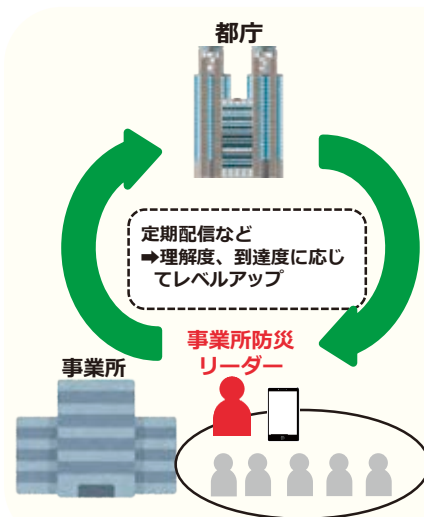 都庁
定期配信など
➡理解度、到達度に応じ
てレベルアップ
事業所防災
リーダー
事業所